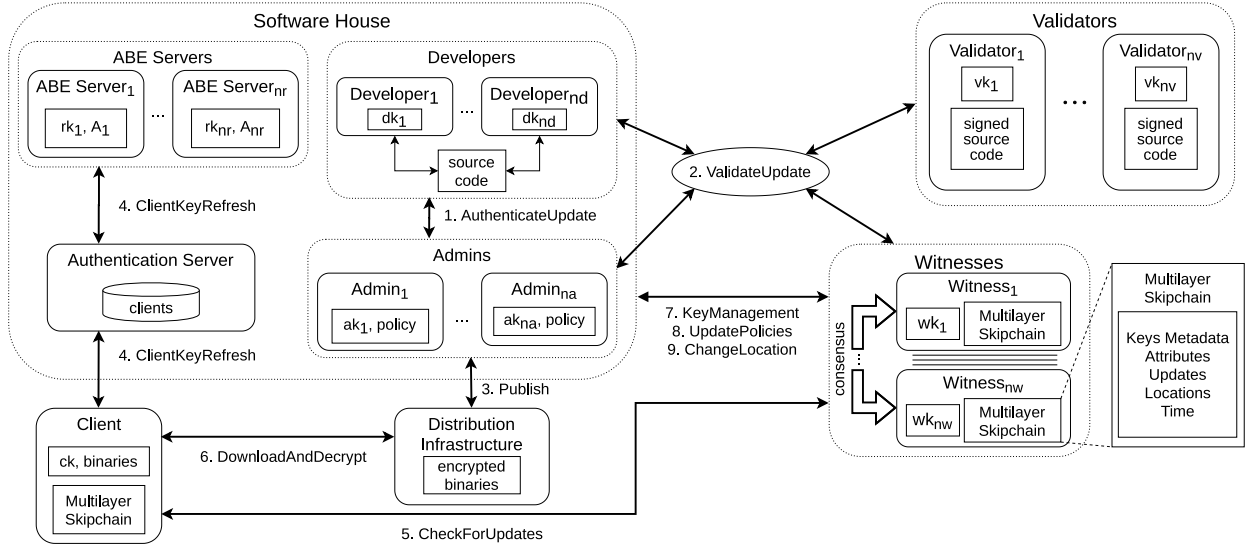 Software House
ABE Servers
ABE Server1
rk1, A1
...
ABE Servernr
rknr, Anr
Developers
Developer1
dk1
...
Developernd
dknd
source
code
4. ClientKeyRefresh
1. AuthenticateUpdate
Authentication Server
clients
Admins
Admin1
ak1, policy
...
Adminna
akna, policy
2. ValidateUpdate
Validators
Validator1
vk1
signed
source
code
...
Validatornv
vknv
signed
source
code
7. KeyManagement
8. UpdatePolicies
9. ChangeLocation
Witnesses
consensus
...
Witness1
wk1
Multilayer
Skipchain
Witnessnw
wknw
Multilayer
Skipchain
Multilayer
Skipchain
Keys Metadata
Attributes
Updates
Locations
Time
4. ClientKeyRefresh
3. Publish
Client
ck, binaries
Multilayer
Skipchain
6. DownloadAndDecrypt
Distribution
Infrastructure
encrypted
binaries
5. CheckForUpdates